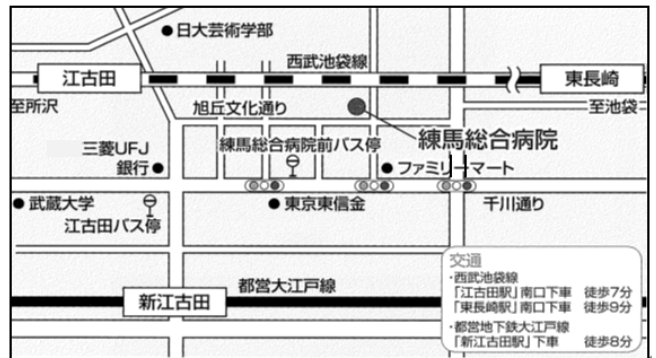 日大芸術学部
西武池袋線
江古田
東長崎
至所沢
旭丘文化通り
至池袋
練馬総合病院
三菱UFJ
銀行
練馬総合病院前バス停
ファミリーマート
武蔵大学
江古田バス停
東京東信金
千川通り
都営大江戸線
新江古田
交通
・西武池袋線
「江古田駅」南口下車 徒歩7分
「東長崎駅」南口下車 徒歩9分
・都営地下鉄大江戸線
「新江古田駅」下車 徒歩8分